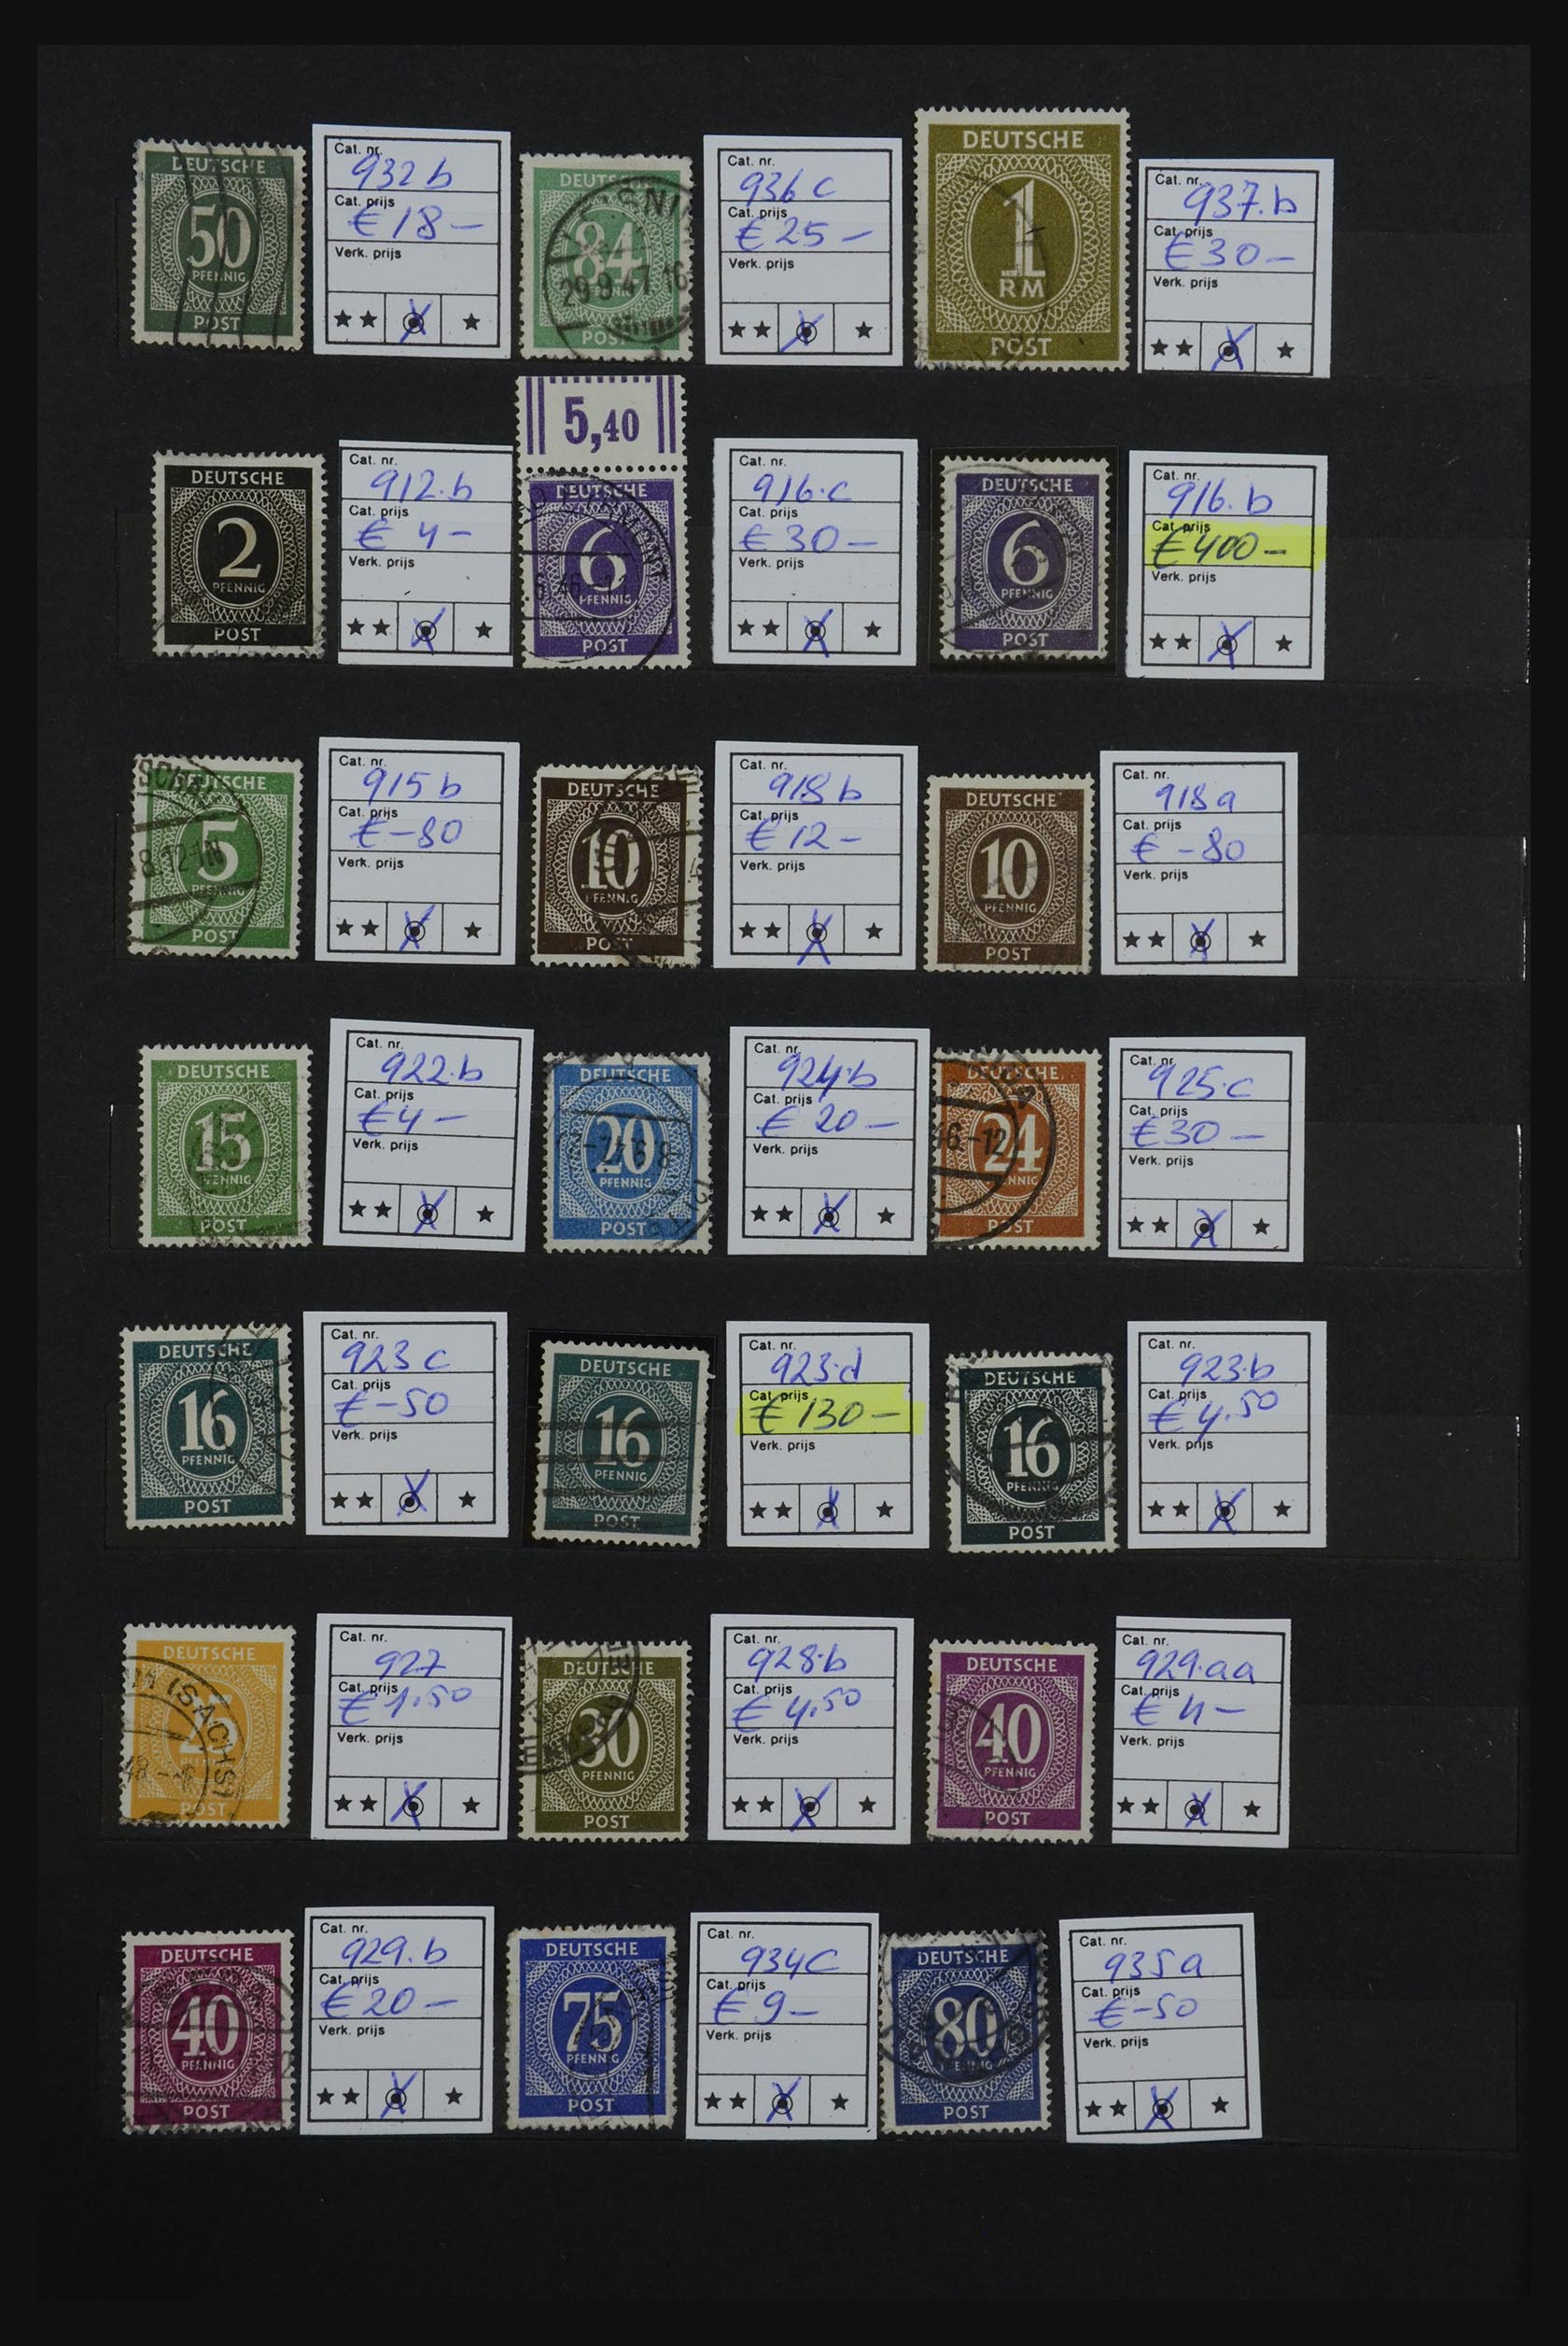 DEUTSCHE
50
PFENNIG
POST
Cat. nr.
932 b
Cat. prijs
€ 18 —
Verk. prijs
DEUTSCHE
84
29.8.47.16
POST
Cat. nr.
936 c
Cat. prijs
€ 25 —
Verk. prijs
DEUTSCHE
1
RM
POST
Cat. nr.
937.b
Cat. prijs
€ 30 —
Verk. prijs
DEUTSCHE
2
PFENNIG
POST
Cat. nr.
912.b
Cat. prijs
€ 4 —
Verk. prijs
5,40
DEUTSCHE
6
PFENNIG
POST
Cat. nr.
916.c
Cat. prijs
€ 30 —
Verk. prijs
DEUTSCHE
6
PFENNIG
POST
Cat. nr.
916.b
Cat. prijs
€ 400 —
Verk. prijs
DEUTSCHE
5
PFENNIG
POST
Cat. nr.
915 b
Cat. prijs
€ -80
Verk. prijs
DEUTSCHE
10
PFENNIG
POST
Cat. nr.
918 b
Cat. prijs
€ 12 —
Verk. prijs
DEUTSCHE
10
PFENNIG
POST
Cat. nr.
918 a
Cat. prijs
€ -80
Verk. prijs
DEUTSCHE
15
PFENNIG
POST
Cat. nr.
922.b
Cat. prijs
€ 4 —
Verk. prijs
DEUTSCHE
20
PFENNIG
POST
Cat. nr.
924.b
Cat. prijs
€ 20 —
Verk. prijs
DEUTSCHE
24
46-12
PFENNIG
POST
Cat. nr.
925.c
Cat. prijs
€ 30 —
Verk. prijs
DEUTSCHE
16
PFENNIG
POST
Cat. nr.
923 c
Cat. prijs
€ -50
Verk. prijs
DEUTSCHE
16
PFENNIG
POST
Cat. nr.
923.d
Cat. prijs
€ 130 —
Verk. prijs
DEUTSCHE
16
PFENNIG
POST
Cat. nr.
923.b
Cat. prijs
€ 4.50
Verk. prijs
DEUTSCHE
25
(SACHS)
POST
Cat. nr.
927
Cat. prijs
€ 1.50
Verk. prijs
DEUTSCHE
30
PFENNIG
POST
Cat. nr.
928.b
Cat. prijs
€ 4.50
Verk. prijs
DEUTSCHE
40
PFENNIG
POST
Cat. nr.
929.aa
Cat. prijs
€ 4 —
Verk. prijs
DEUTSCHE
40
PFENNIG
POST
Cat. nr.
929.b
Cat. prijs
€ 20 —
Verk. prijs
DEUTSCHE
75
PFENNIG
POST
Cat. nr.
934C
Cat. prijs
€ 9 —
Verk. prijs
DEUTSCHE
80
PFENNIG
POST
Cat. nr.
935a
Cat. prijs
€ -50
Verk. prijs